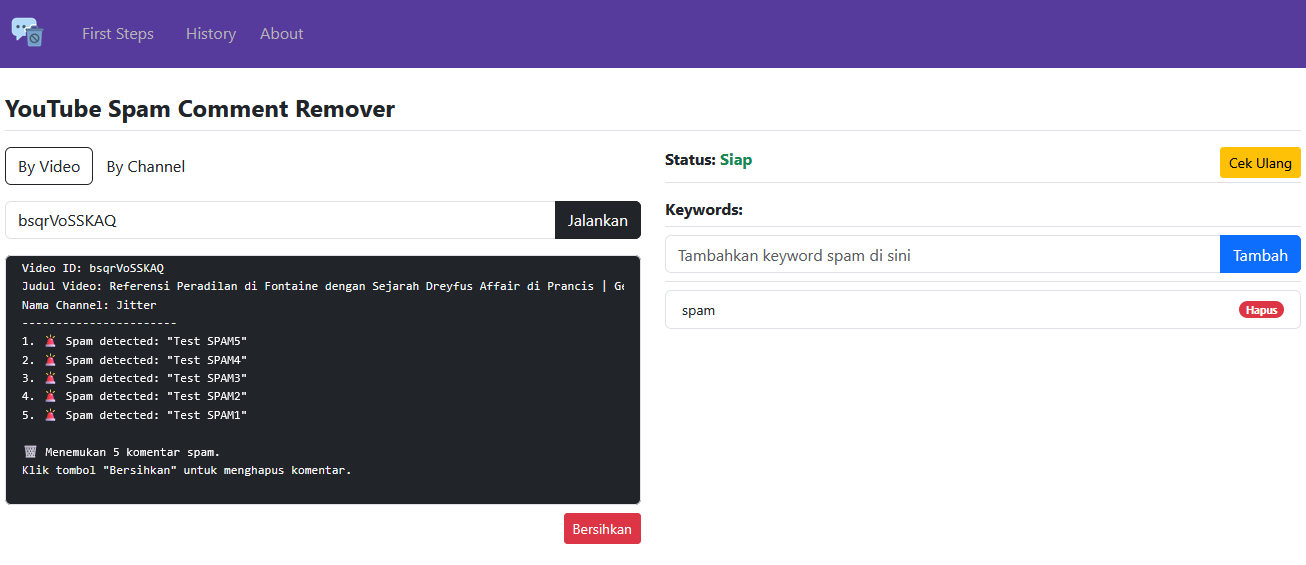 First Steps History About
YouTube Spam Comment Remover
By Video By Channel
bsqrVoSSKAQ Jalankan
Video ID: bsqrVoSSKAQ
Judul Video: Referensi Peradilan di Fontaine dengan Sejarah Dreyfus Affair di Prancis | Ge
Nama Channel: Jitter
-----------------------
1. 🚨 Spam detected: "Test SPAM5"
2. 🚨 Spam detected: "Test SPAM4"
3. 🚨 Spam detected: "Test SPAM3"
4. 🚨 Spam detected: "Test SPAM2"
5. 🚨 Spam detected: "Test SPAM1"
🗑️ Menemukan 5 komentar spam.
Klik tombol "Bersihkan" untuk menghapus komentar.
Bersihkan
Status: Siap Cek Ulang
Keywords:
Tambahkan keyword spam di sini Tambah
spam Hapus